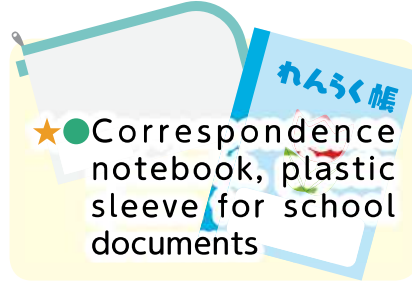 れんらく帳
★●Correspondence
notebook, plastic
sleeve for school
documents